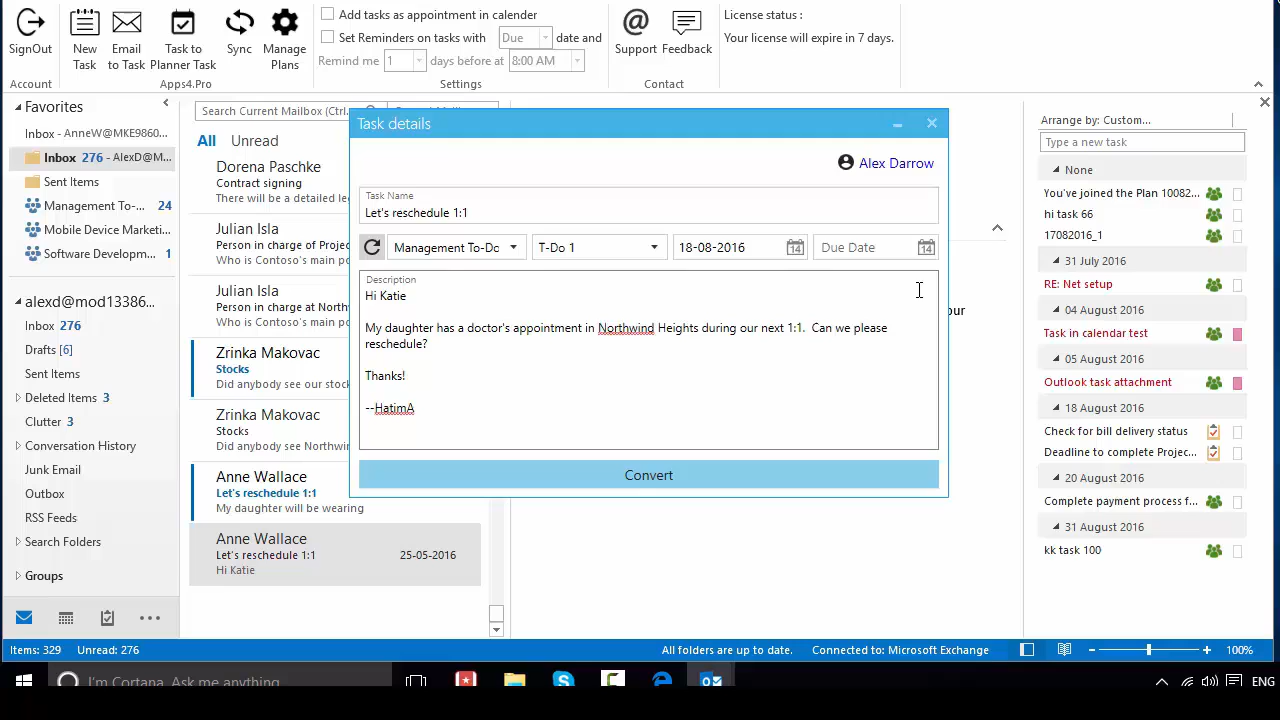 SignOut
New Task
Email to Task
Task to Planner Task
Sync
Manage Plans
Add tasks as appointment in calender
Set Reminders on tasks with Due date and
Remind me 1 days before at 8:00 AM
@
Support
Feedback
License status :
Your license will expire in 7 days.
Account
Apps4.Pro
Settings
Contact
Favorites
Inbox - AnneW@MKE9860...
Inbox 276 - AlexD@M...
Sent Items
Management To-... 24
Mobile Device Marketi...
Software Developm...
alexd@mod13386...
Inbox 276
Drafts [6]
Sent Items
Deleted Items 3
Clutter 3
Conversation History
Junk Email
Outbox
RSS Feeds
Search Folders
Groups
Search Current Mailbox (Ctrl...
All Unread
Dorena Paschke
Contract signing
There will be a detailed le
Julian Isla
Person in charge of Projec
Who is Contoso's main po
Julian Isla
Person in charge at North
Who is Contoso's main
Zrinka Makovac
Stocks
Did anybody see our stock
Zrinka Makovac
Stocks
Did anybody see Northwi
Anne Wallace
Let's reschedule 1:1
My daughter will be wearing
Anne Wallace
Let's reschedule 1:1 25-05-2016
Hi Katie
Task details
Alex Darrow
Task Name
Let's reschedule 1:1
Management To-Do
T-Do 1
18-08-2016
14
Due Date
14
Description
Hi Katie
My daughter has a doctor's appointment in Northwind Heights during our next 1:1. Can we please
reschedule?
Thanks!
--HatimA
Convert
our
Arrange by: Custom...
Type a new task
None
You've joined the Plan 10082...
hi task 66
17082016_1
31 July 2016
RE: Net setup
04 August 2016
Task in calendar test
05 August 2016
Outlook task attachment
18 August 2016
Check for bill delivery status
Deadline to complete Projec...
20 August 2016
Complete payment process f...
31 August 2016
kk task 100
Items: 329 Unread: 276
All folders are up to date. Connected to: Microsoft Exchange
100%
I'm Cortana. Ask me anything.
ENG